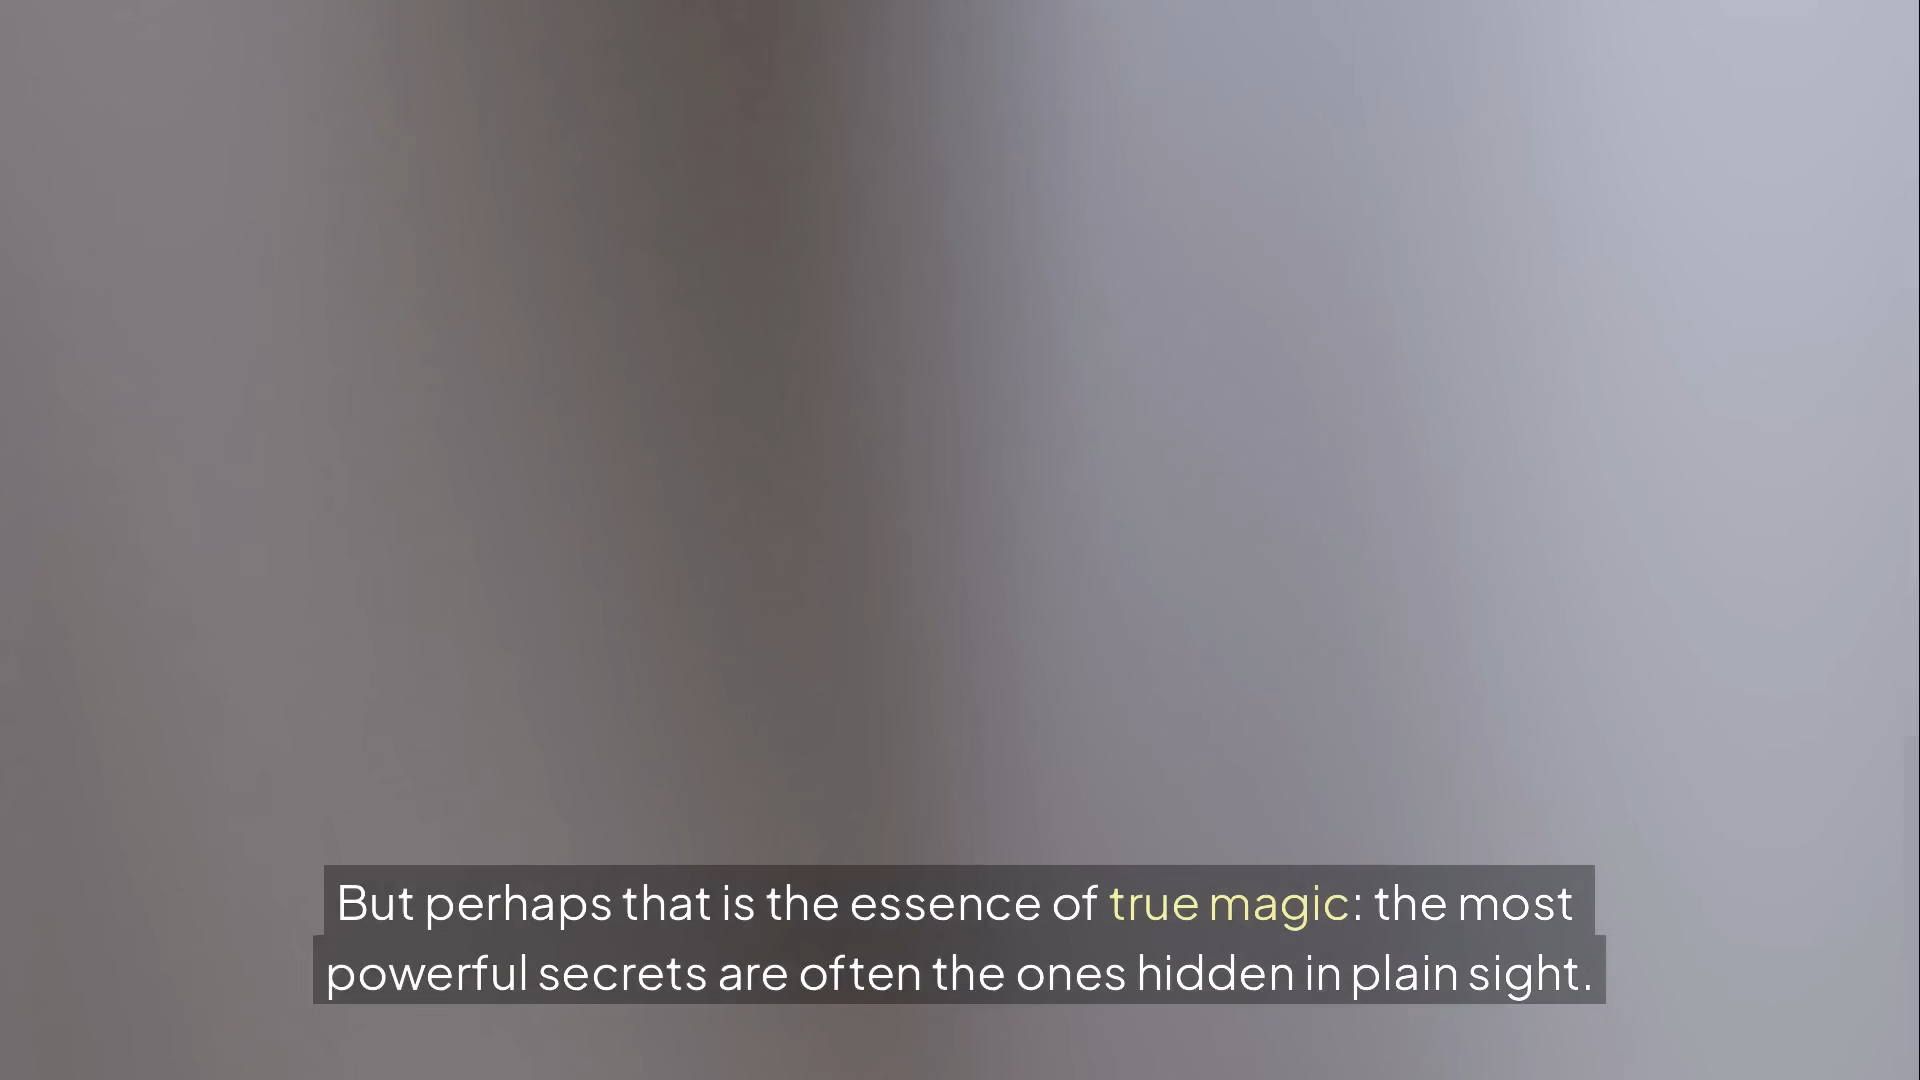 But perhaps that is the essence of true magic: the most
powerful secrets are often the ones hidden in plain sight.